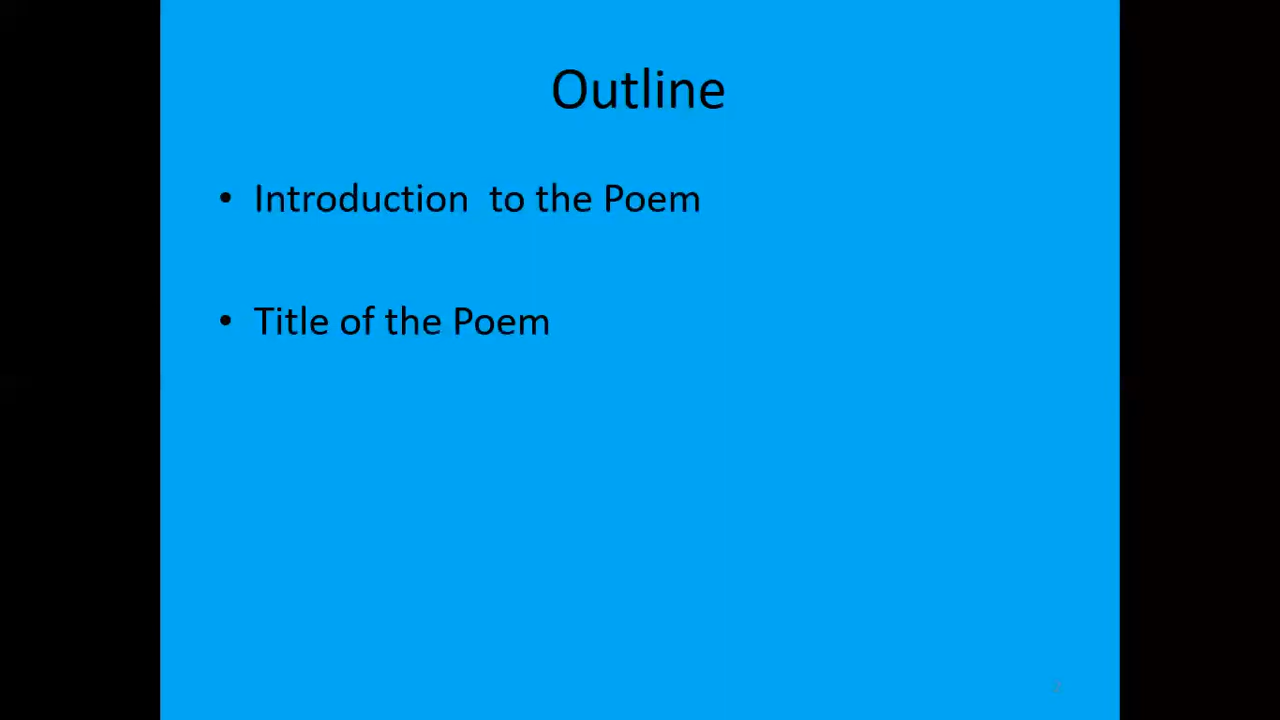 Outline
• Introduction  to the Poem
• Title of the Poem